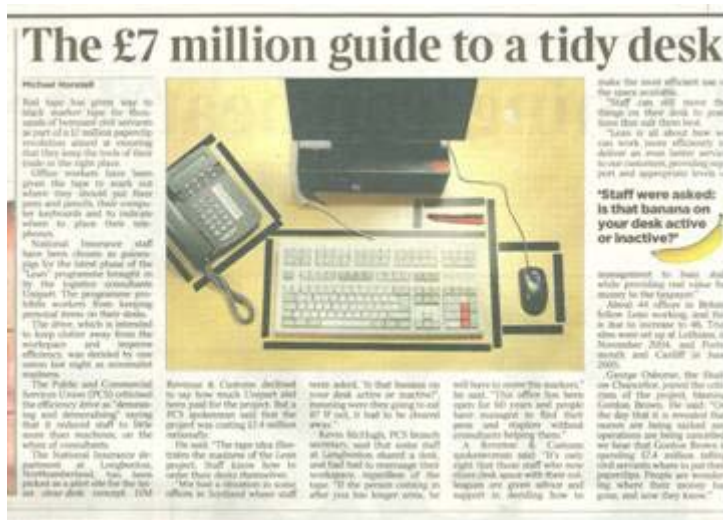 The £7 million guide to a tidy desk
Michael Horsnell
Red tape has given way to
black marker tape for thou-
sands of bemused civil servants
as part of a £7 million paperclip
revolution aimed at ensuring
that they keep the tools of their
trade in the right place.
Office workers have been
given the tape to mark out
where they should put their
pens and pencils, their compu-
ter keyboards and to indicate
where to place their tele-
phones.
National Insurance staff
have been chosen as guinea-
pigs for the latest phase of the
"Lean" programme brought in
by the logistics consultants
Unipart. The programme pro-
hibits workers from keeping
personal items on their desks.
The drive, which is intended
to keep clutter away from the
workspace and improve
efficiency, was derided by one
union last night as
madness.
The Public and Commercial
Services Union (PCS) criticised
the efficiency drive as "demean-
ing and demoralising" saying
that it reduced staff to little
more than machines, on the
whim of consultants.
The National Insurance de-
partment at Longbenton,
Northumberland, has been
picked as a pilot site for the
clear-desk concept. HM
Revenue & Customs declined
to say how much Unipart had
been paid for the project. But a
PCS spokesman said that the
project was costing £7.4 million
nationally.
He said: "The tape idea illus-
trates the madness of the Lean
project. Staff know how to
order their desks themselves.
"We had a situation in some
offices in Scotland where staff
were asked, 'Is that banana on
your desk active or inactive?',
meaning were they going to eat
it? If not, it had to be cleared
away."
Kevin McHugh, PCS branch
secretary, said that some staff
at Longbenton shared a desk
and had to rearrange their
workspace, regardless of the
tape. "If the person coming in
after you has longer arms, he
will have to move the markers,"
he said. "This office has been
open for 60 years and people
have managed to find their
pens and staplers without
consultants helping them."
A Revenue & Customs
spokeswoman said: "It's only
right that those staff who now
share desk space with their col-
leagues are given advice and
support in deciding how to
make the most efficient use
the space available.
"Staff can still move
things on their desk to
that suit them best.
"Lean is all about how
can work more efficiently
deliver an even better
to our customers, providing
port and appropriate levels
'Staff were asked:
is that banana on
your desk active
or inactive?'
management to
while providing real value
money to the taxpayer."
About 44 offices in
follow Lean working, and
is due to increase to
sites were set up at Lothians,
November 2004, and
mouth and Cardiff in
2005.
George Osborne, the
Chancellor, joined the
of the project,
Gordon Brown. He said:
the day that it is revealed
nurses are being sacked
operations are being
we hear that Gordon Brown
spending £7.4 million
civil servants where to put
paperclips. People are
ing where their money
gone, and now they know."